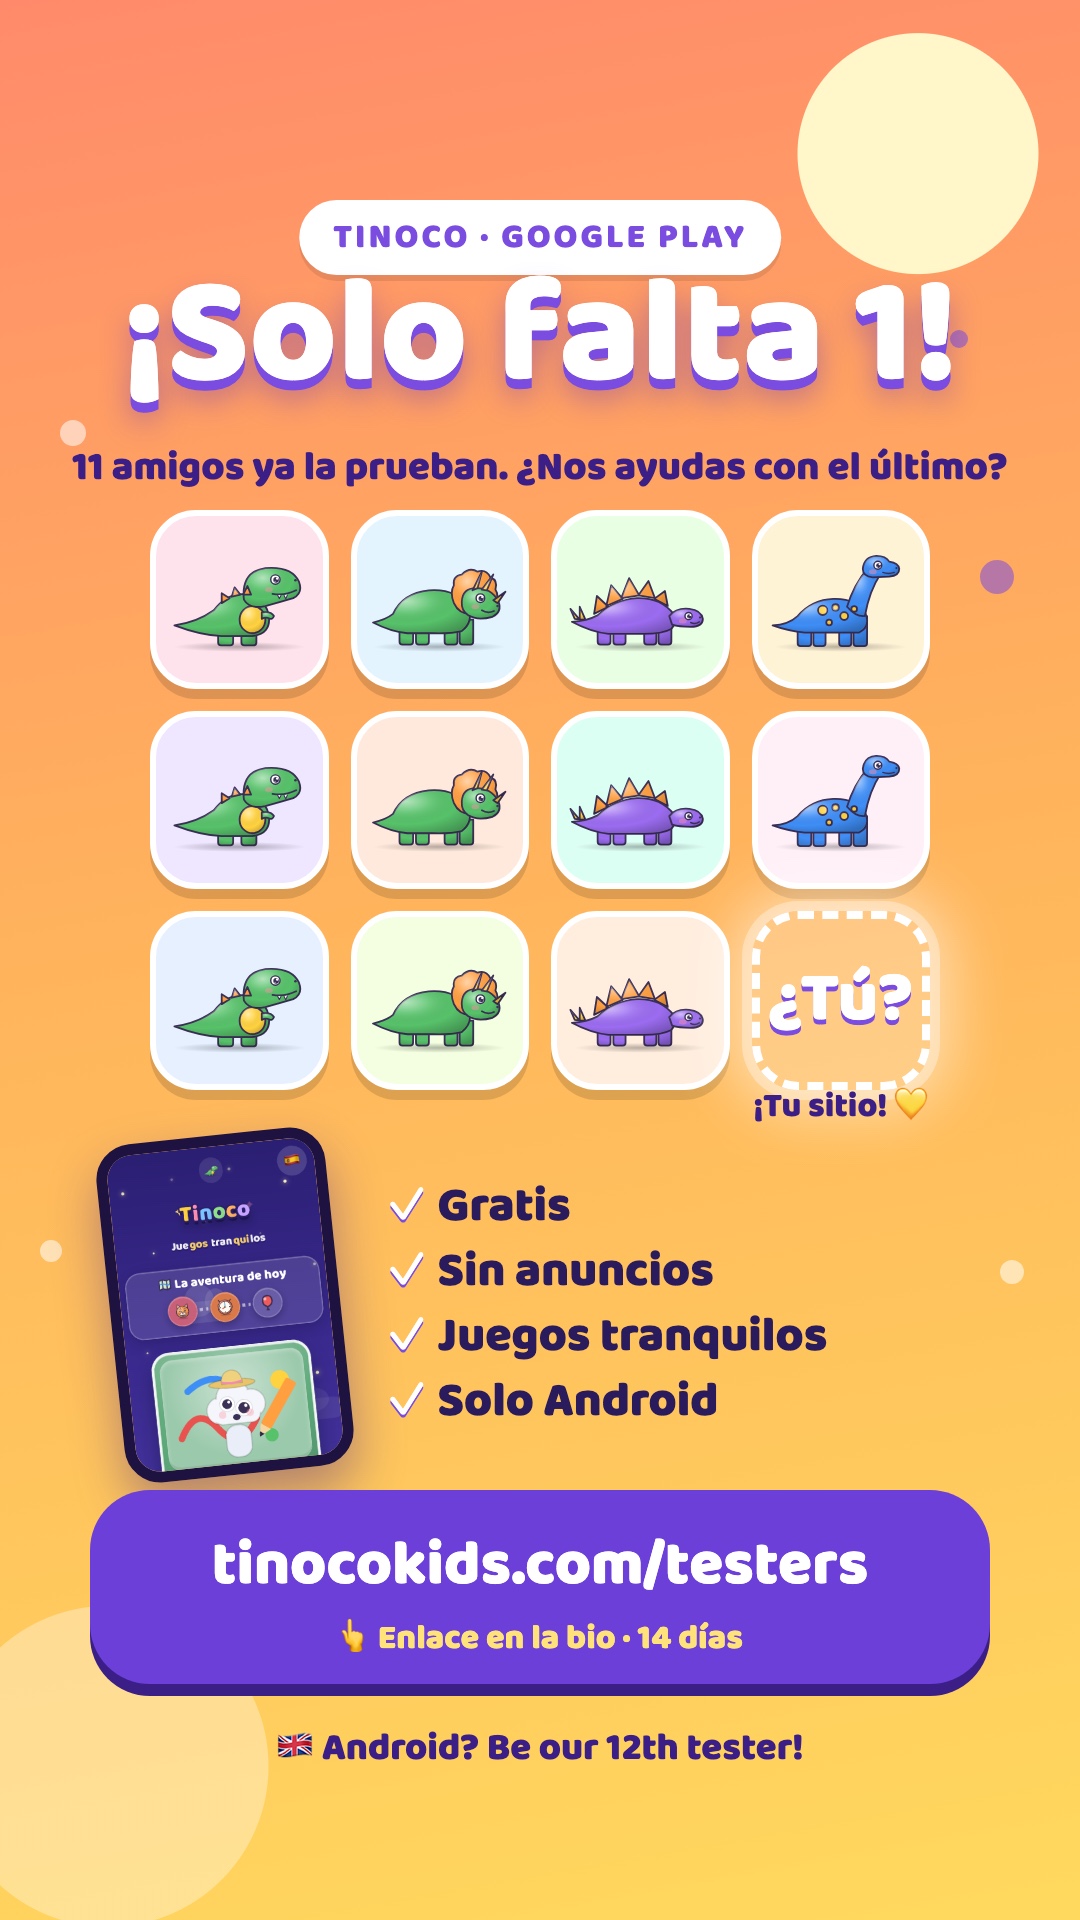 TINOCO · GOOGLE PLAY
¡Solo falta 1!
11 amigos ya la prueban. ¿Nos ayudas con el último?
¿Tú?
¡Tu sitio! 💛
Tinoco
Juegos tranquilos
La aventura de hoy
Gratis
Sin anuncios
Juegos tranquilos
Solo Android
tinocokids.com/testers
👆 Enlace en la bio · 14 días
🇬🇧 Android? Be our 12th tester!